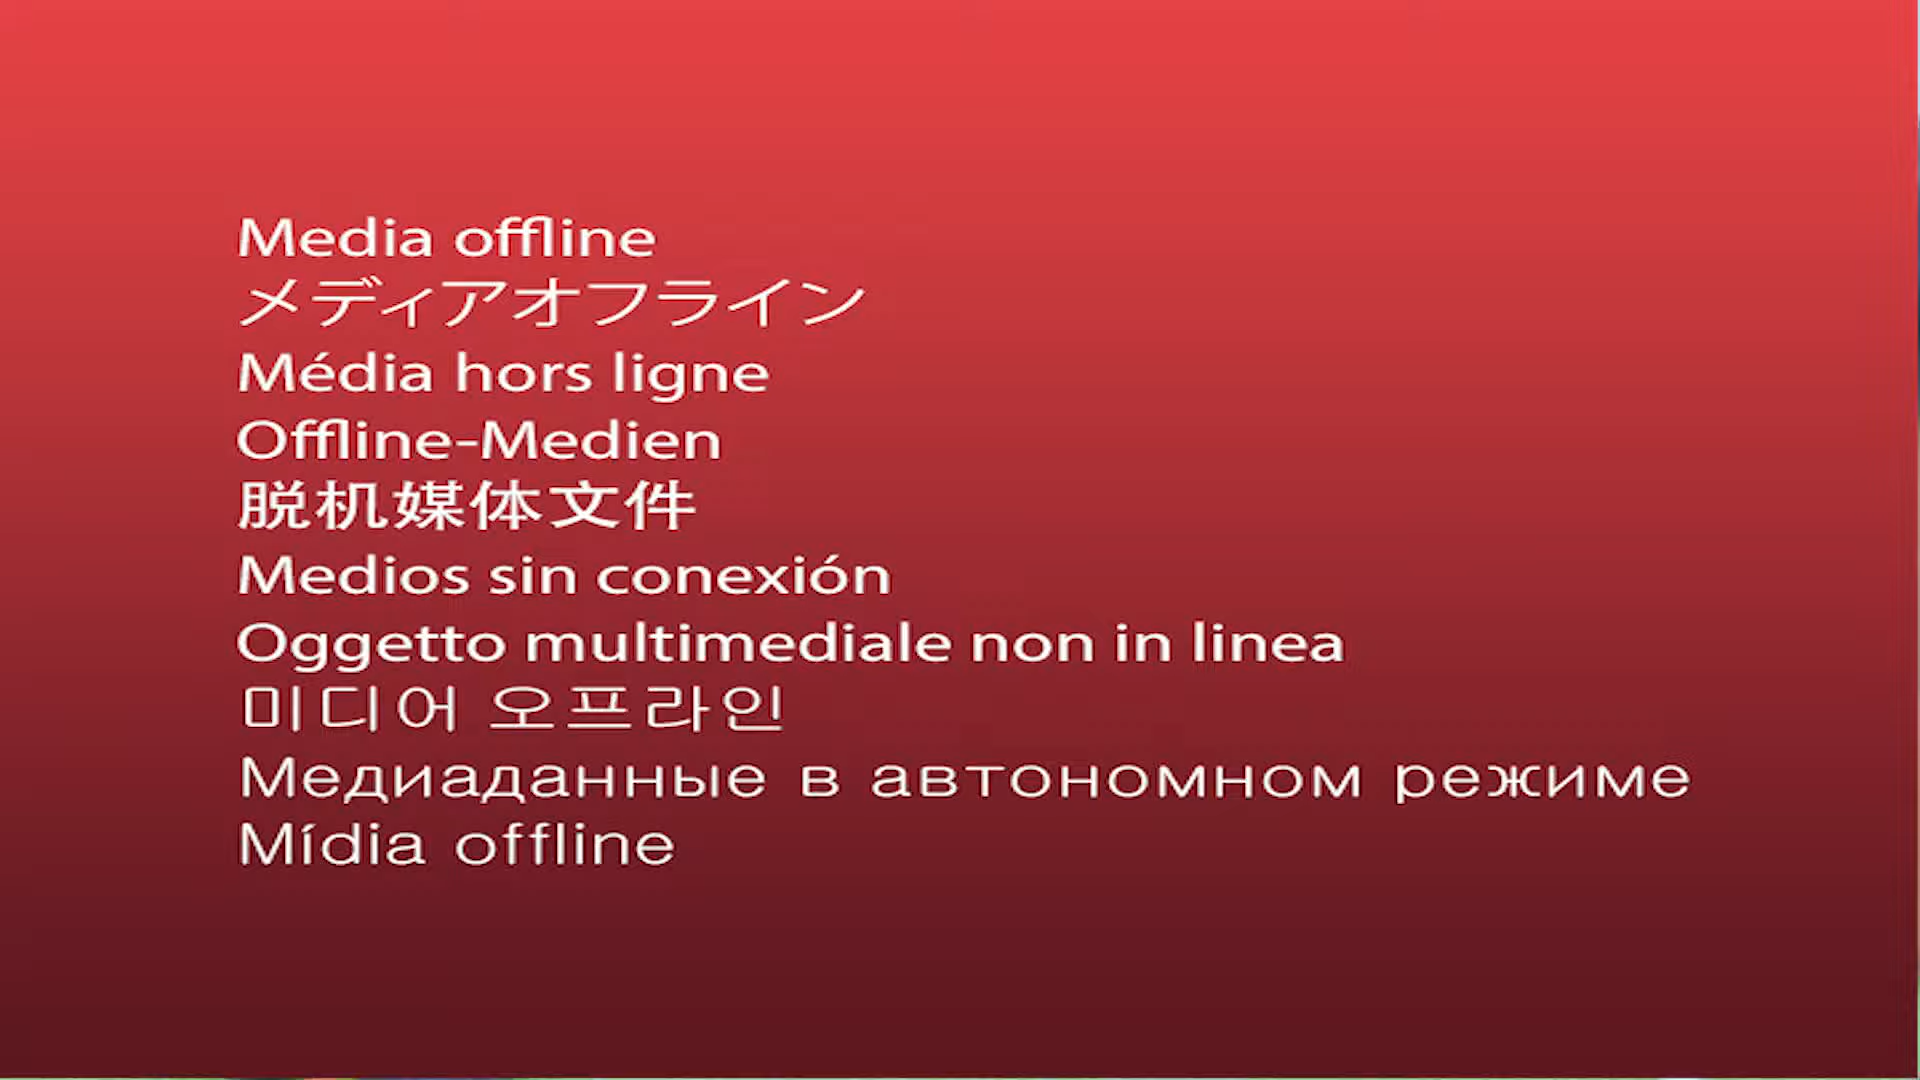 Media offline
メディアオフライン
Média hors ligne
Offline-Medien
脱机媒体文件
Medios sin conexión
Oggetto multimediale non in linea
미디어 오프라인
Медиаданные в автономном режиме
Mídia offline